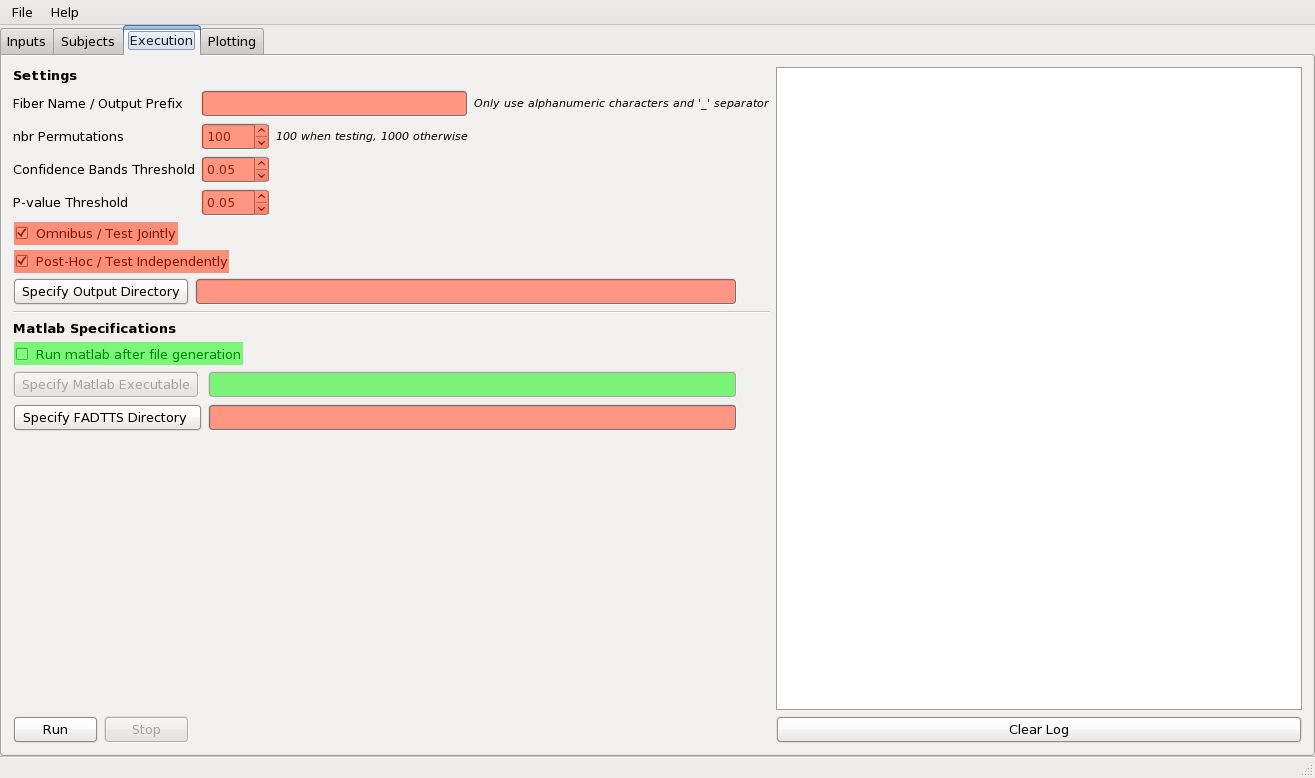 File Help
Inputs Subjects Execution Plotting
Settings
Fiber Name / Output Prefix Only use alphanumeric characters and '_' separator
nbr Permutations 100 100 when testing, 1000 otherwise
Confidence Bands Threshold 0.05
P-value Threshold 0.05
Omnibus / Test Jointly
Post-Hoc / Test Independently
Specify Output Directory
Matlab Specifications
Run matlab after file generation
Specify Matlab Executable
Specify FADTTS Directory
Run Stop Clear Log